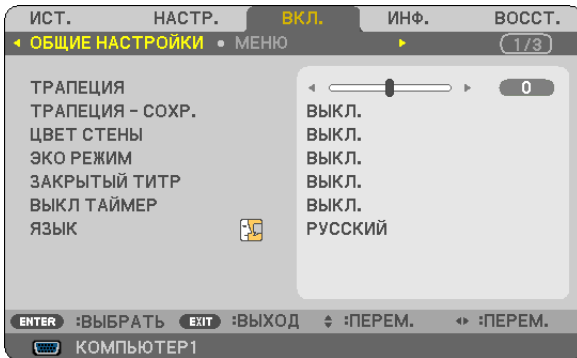 ИСТ. НАСТР. ВКЛ. ИНФ. ВОССТ.
ОБЩИЕ НАСТРОЙКИ • МЕНЮ 1/3
ТРАПЕЦИЯ 0
ТРАПЕЦИЯ - СОХР. ВЫКЛ.
ЦВЕТ СТЕНЫ ВЫКЛ.
ЭКО РЕЖИМ ВЫКЛ.
ЗАКРЫТЫЙ ТИТР ВЫКЛ.
ВЫКЛ ТАЙМЕР ВЫКЛ.
ЯЗЫК РУССКИЙ
ENTER :ВЫБРАТЬ EXIT :ВЫХОД :ПЕРЕМ. :ПЕРЕМ.
КОМПЬЮТЕР1